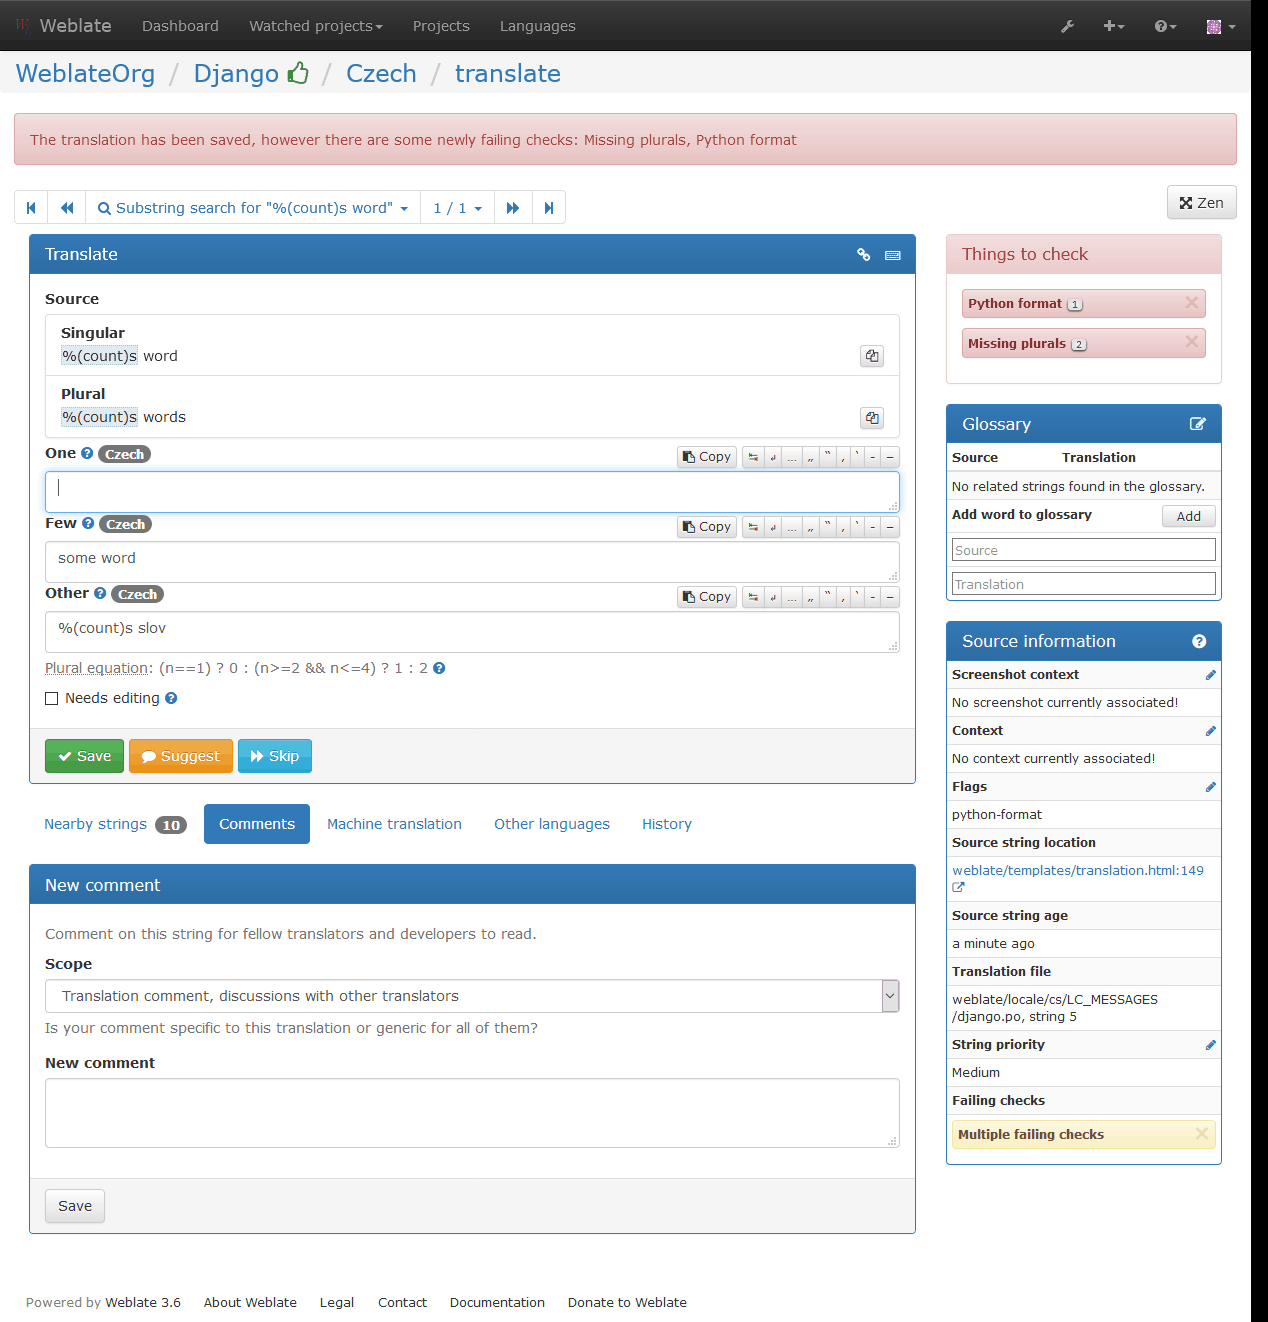 Weblate Dashboard Watched projects Projects Languages
WeblateOrg / Django / Czech / translate
The translation has been saved, however there are some newly failing checks: Missing plurals, Python format
Substring search for "%(count)s word" 1 / 1
Zen
Translate
Source
Singular
%(count)s word
Plural
%(count)s words
One Czech
Copy … „ “ ‚ ‘ - –
Few Czech
Copy … „ “ ‚ ‘ - –
some word
Other Czech
Copy … „ “ ‚ ‘ - –
%(count)s slov
Plural equation: (n==1) ? 0 : (n>=2 && n<=4) ? 1 : 2
Needs editing
Save Suggest Skip
Nearby strings 10 Comments Machine translation Other languages History
New comment
Comment on this string for fellow translators and developers to read.
Scope
Translation comment, discussions with other translators
Is your comment specific to this translation or generic for all of them?
New comment
Save
Things to check
Python format 1
Missing plurals 2
Glossary
Source Translation
No related strings found in the glossary.
Add word to glossary Add
Source
Translation
Source information
Screenshot context
No screenshot currently associated!
Context
No context currently associated!
Flags
python-format
Source string location
weblate/templates/translation.html:149
Source string age
a minute ago
Translation file
weblate/locale/cs/LC_MESSAGES
/django.po, string 5
String priority
Medium
Failing checks
Multiple failing checks
Powered by Weblate 3.6 About Weblate Legal Contact Documentation Donate to Weblate